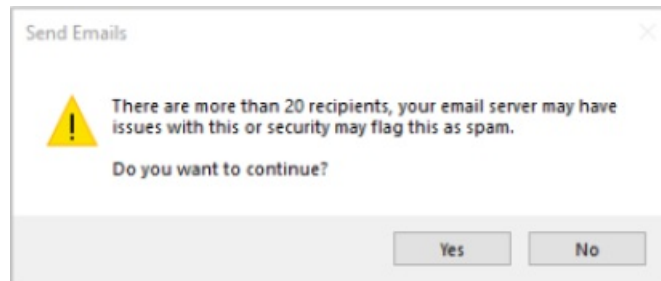 Send Emails
There are more than 20 recipients, your email server may have
issues with this or security may flag this as spam.
Do you want to continue?
Yes
No